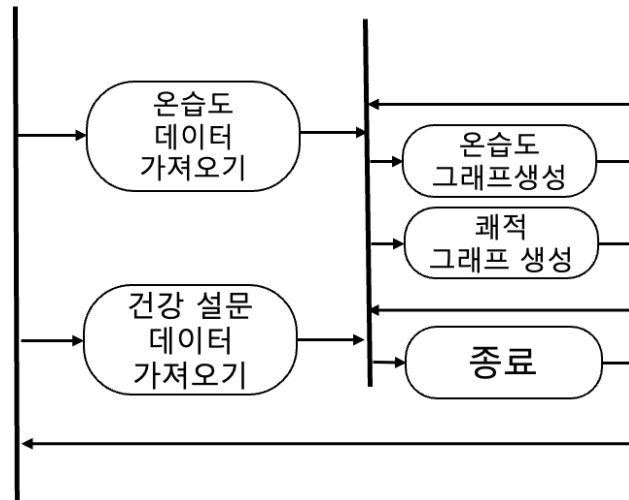 온습도
데이터
가져오기
온습도
그래프생성
쾌적
그래프 생성
건강 설문
데이터
가져오기
종료